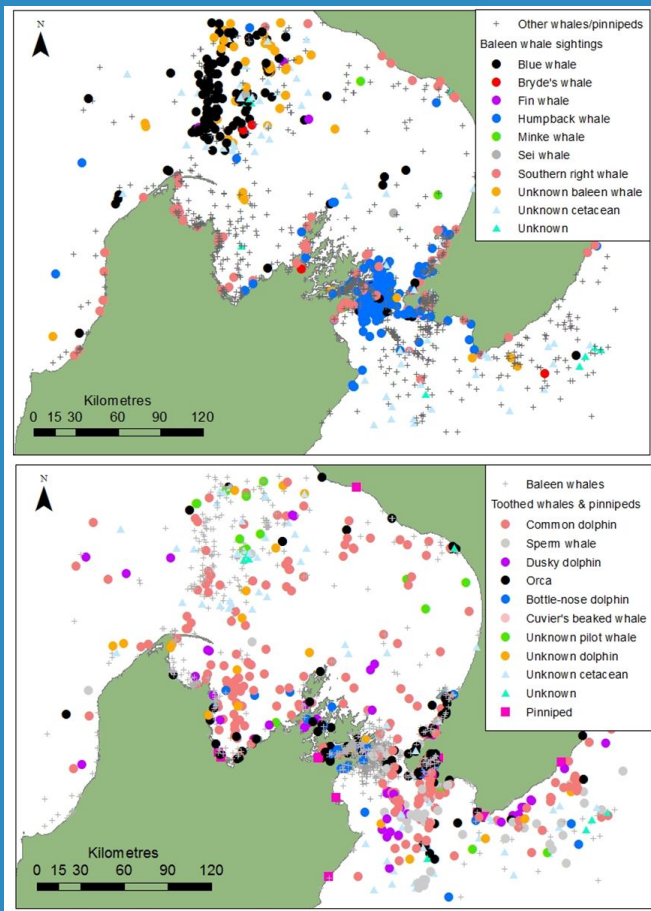 N
Other whales/pinnipeds
Baleen whale sightings
Blue whale
Bryde's whale
Fin whale
Humpback whale
Minke whale
Sei whale
Southern right whale
Unknown baleen whale
Unknown cetacean
Unknown
Kilometres
0 15 30 60 90 120
N
Baleen whales
Toothed whales & pinnipeds
Common dolphin
Sperm whale
Dusky dolphin
Orca
Bottle-nose dolphin
Cuvier's beaked whale
Unknown pilot whale
Unknown dolphin
Unknown cetacean
Unknown
Pinniped
Kilometres
0 15 30 60 90 120